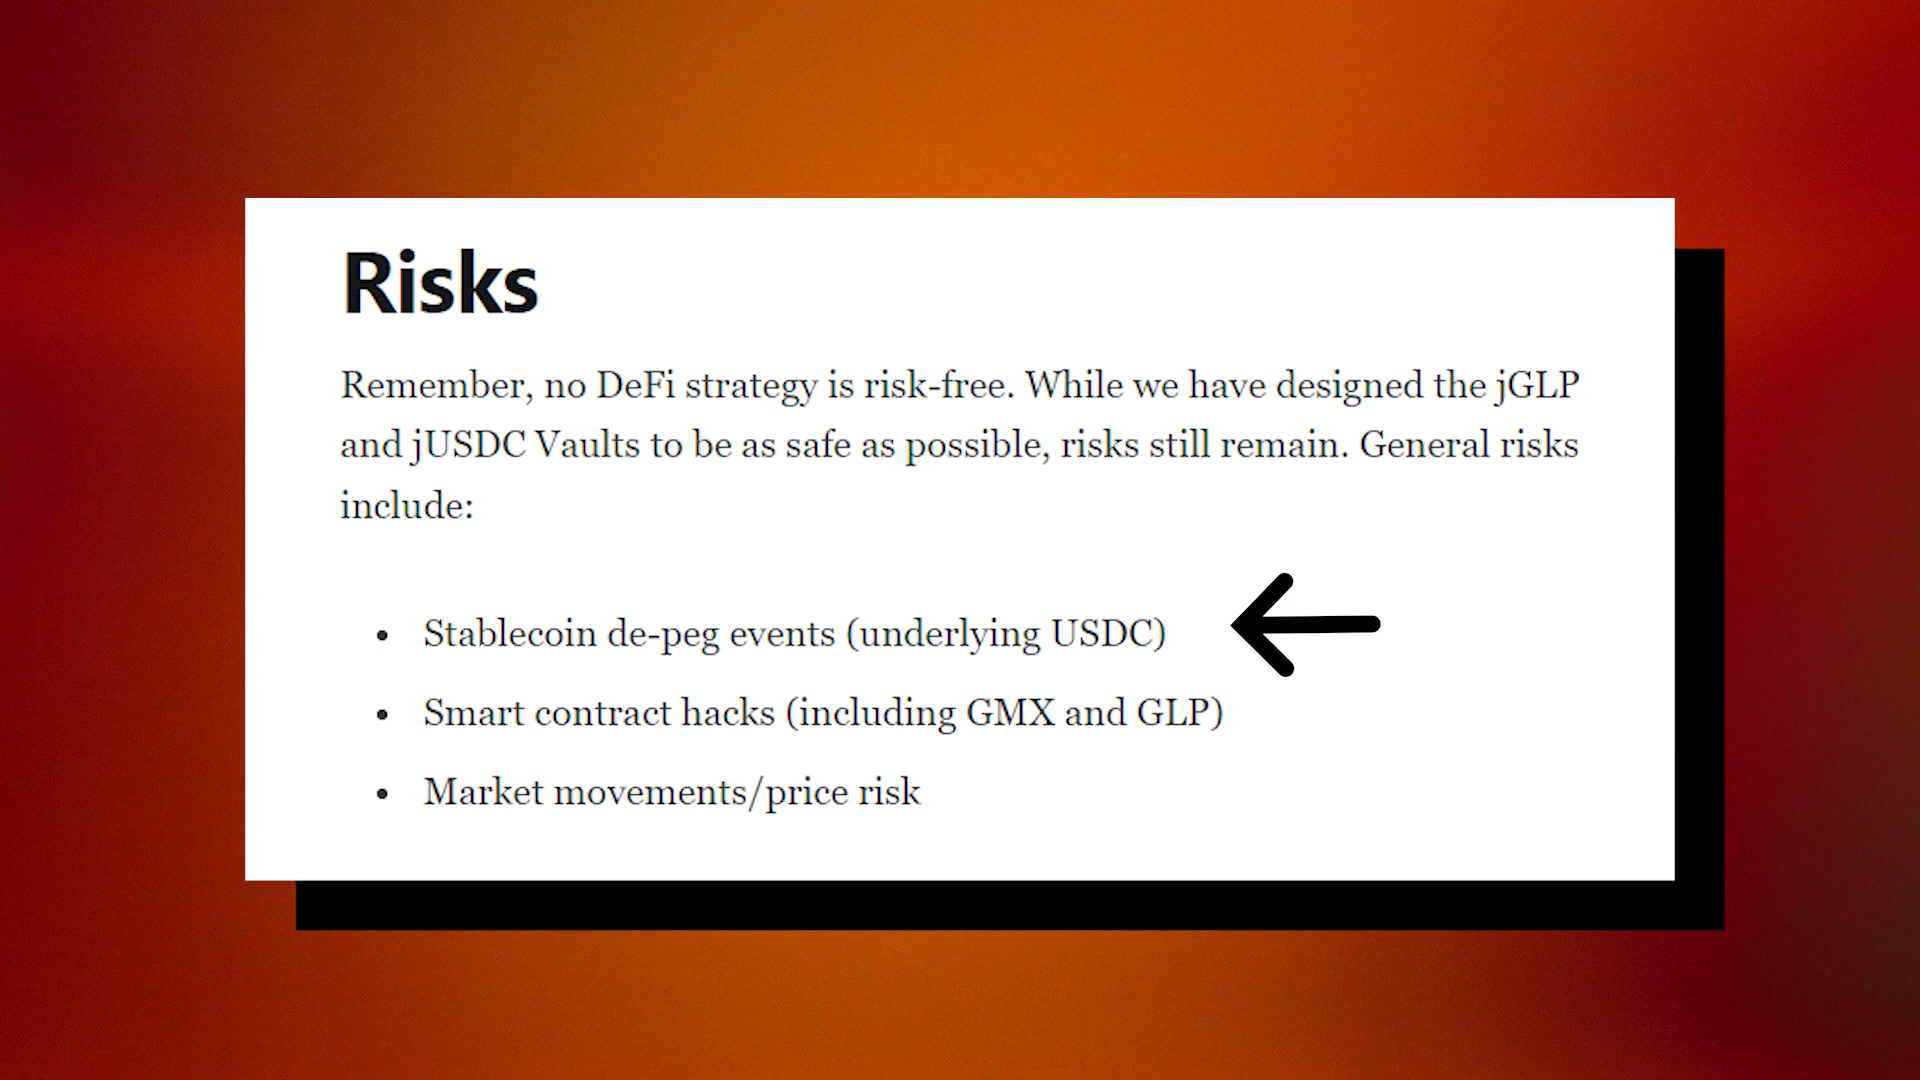 Risks
Remember, no DeFi strategy is risk-free. While we have designed the jGLP
and jUSDC Vaults to be as safe as possible, risks still remain. General risks
include:
• Stablecoin de-peg events (underlying USDC)
• Smart contract hacks (including GMX and GLP)
• Market movements/price risk